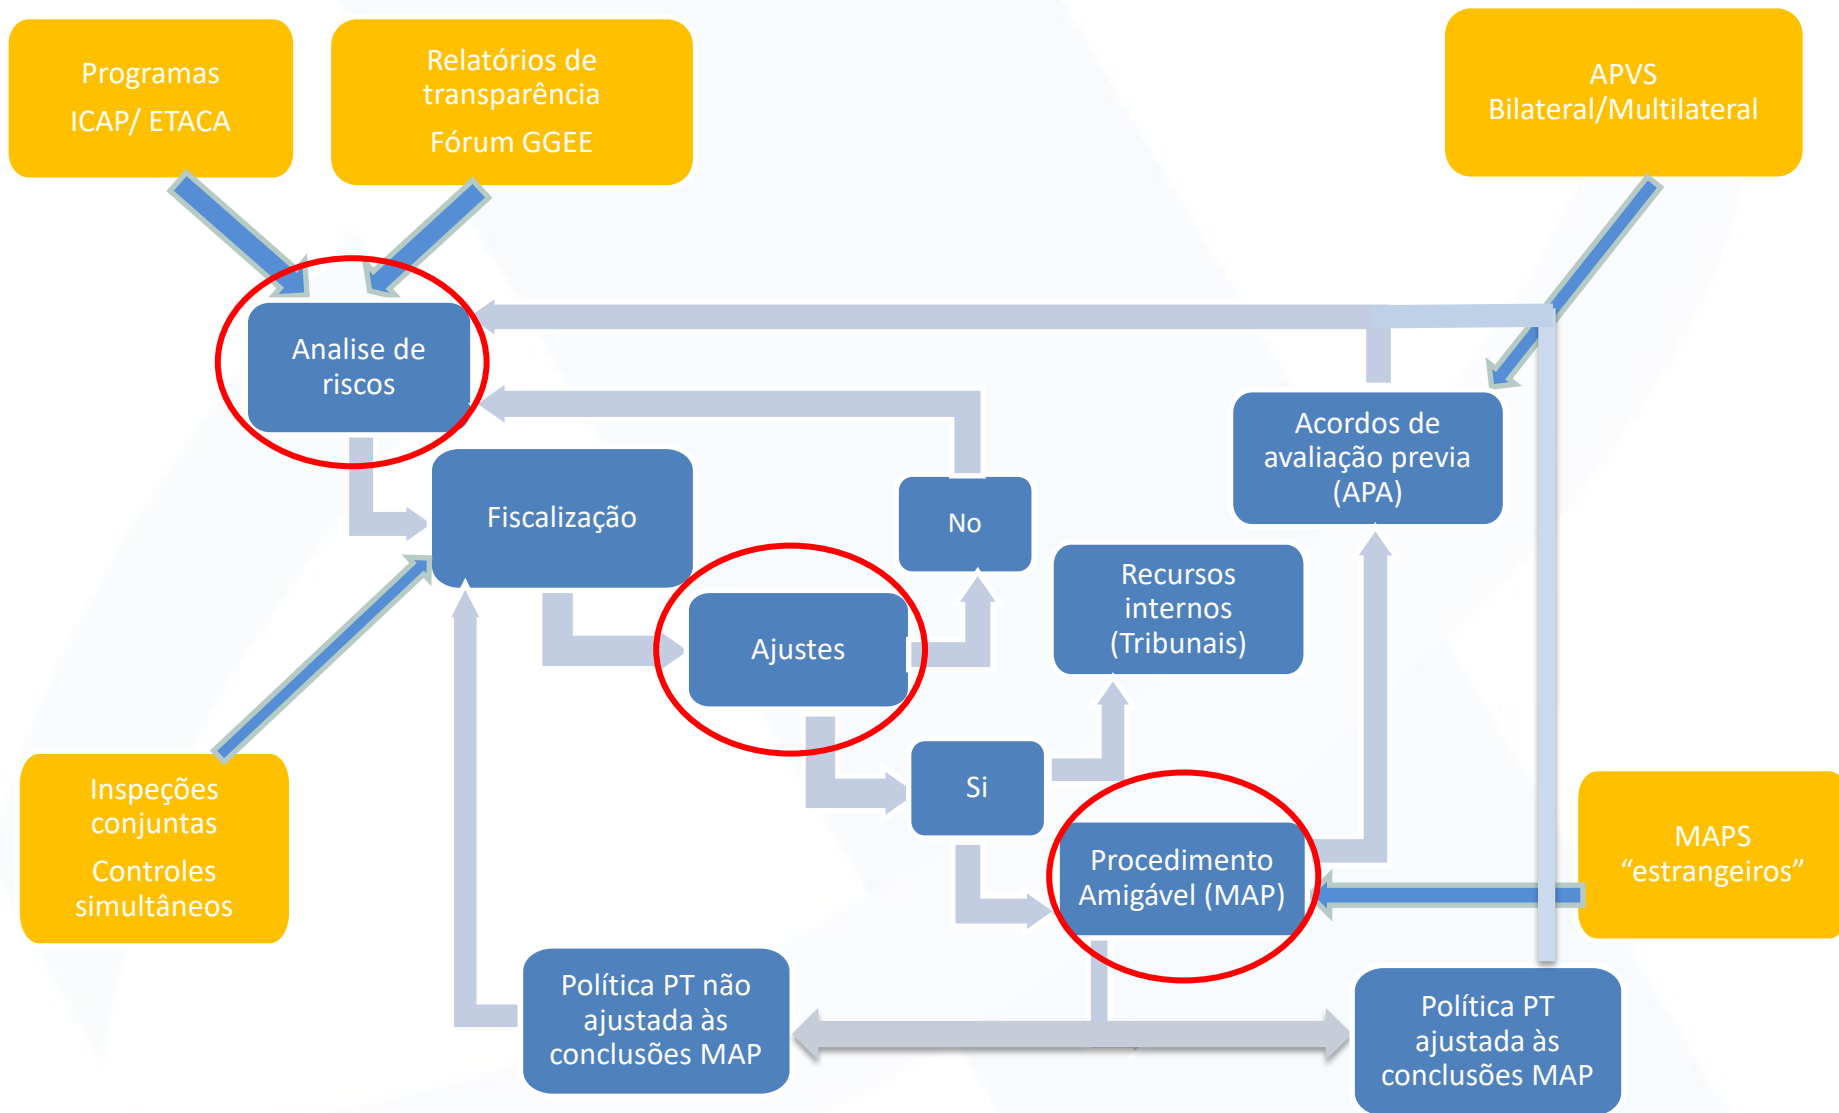 Programas
ICAP/ ETACA
Relatórios de
transparência
Fórum GGEE
APVS
Bilateral/Multilateral
Analise de
riscos
Acordos de
avaliação previa
(APA)
Fiscalização
No
Recursos
internos
(Tribunais)
Ajustes
Si
Inspeções
conjuntas
Controles
simultâneos
Procedimento
Amigável (MAP)
MAPS
“estrangeiros”
Política PT não
ajustada às
conclusões MAP
Política PT
ajustada às
conclusões MAP